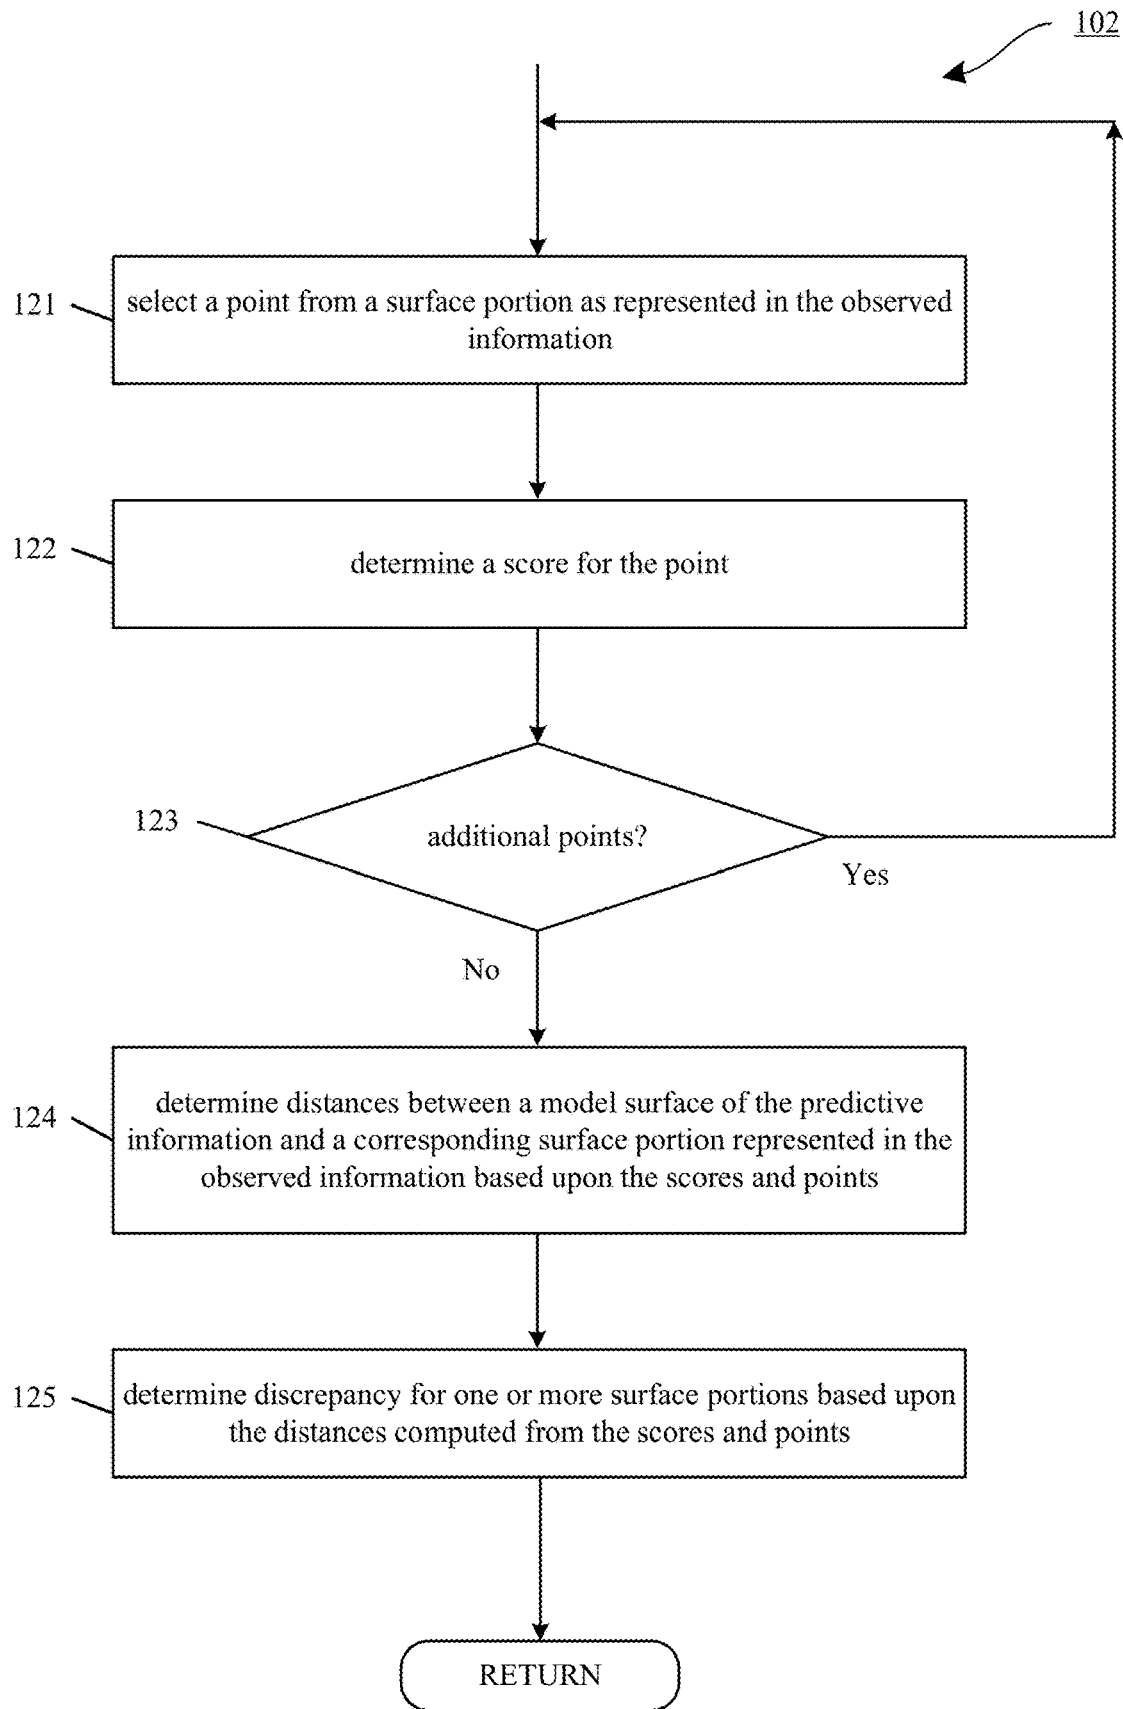 102
121
select a point from a surface portion as represented in the observed
information
122
determine a score for the point
123
additional points?
Yes
No
124
determine distances between a model surface of the predictive
information and a corresponding surface portion represented in the
observed information based upon the scores and points
125
determine discrepancy for one or more surface portions based upon
the distances computed from the scores and points
RETURN